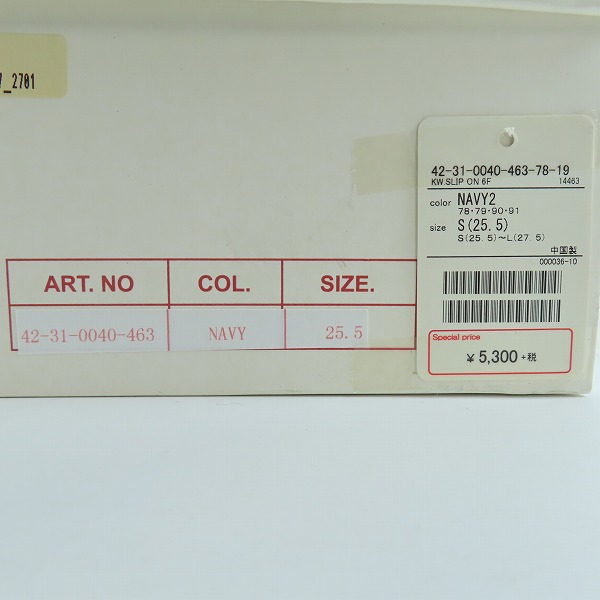 7_2701
ART. NO COL. SIZE.
42-31-0040-463 NAVY 25.5
42-31-0040-463-78-19
KW.SLIP ON 6F 14463
color NAVY2
78・79・90・91
size S(25.5)
S(25.5)〜L(27.5)
中国製
000036-10
Special price
¥5,300 +税